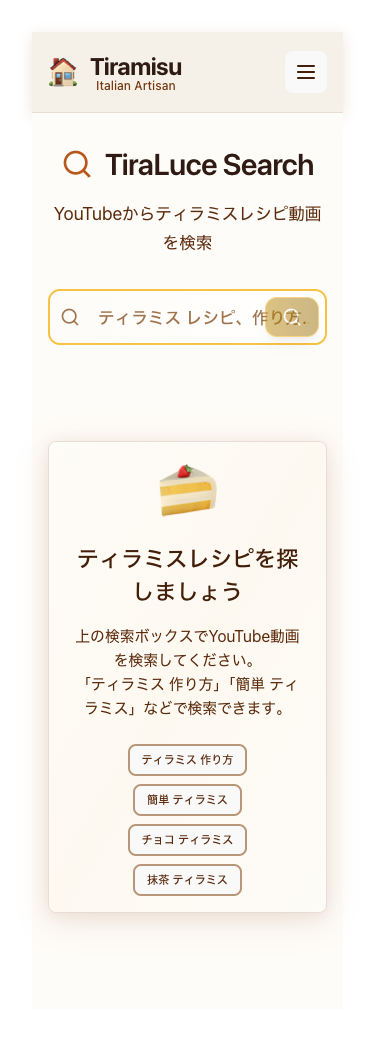 Tiramisu
Italian Artisan
TiraLuce Search
YouTubeからティラミスレシピ動画
を検索
ティラミス レシピ、作り方.
ティラミスレシピを探
しましょう
上の検索ボックスでYouTube動画
を検索してください。
「ティラミス 作り方」「簡単 ティ
ラミス」などで検索できます。
ティラミス 作り方
簡単 ティラミス
チョコ ティラミス
抹茶 ティラミス